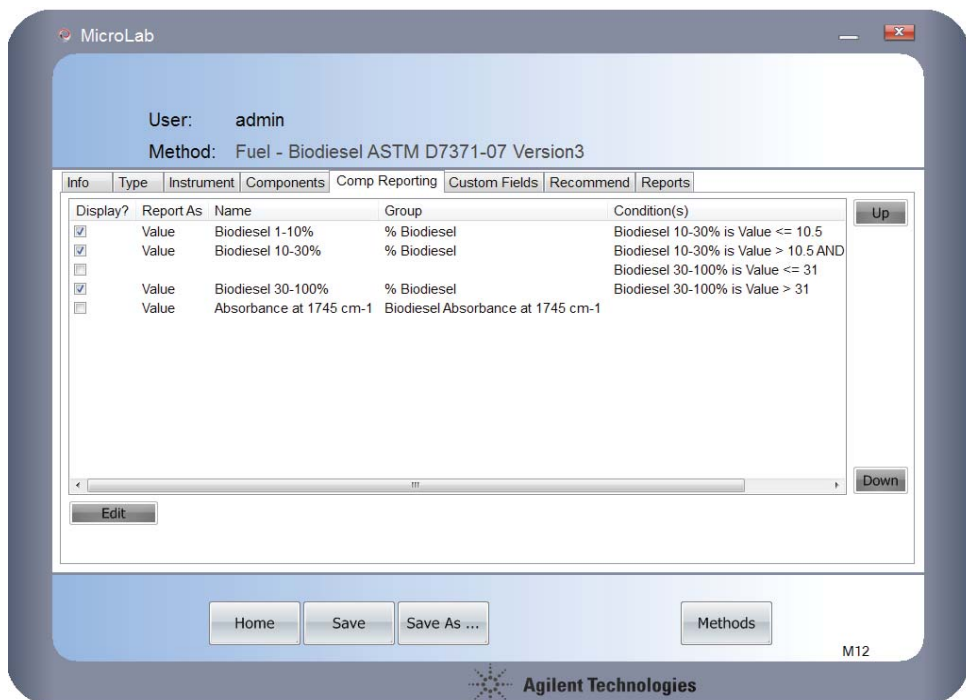 MicroLab
User: admin
Method: Fuel - Biodiesel ASTM D7371-07 Version3
Info Type Instrument Components Comp Reporting Custom Fields Recommend Reports
Display? Report As Name Group Condition(s)
Value Biodiesel 1-10% % Biodiesel Biodiesel 10-30% is Value <= 10.5
Value Biodiesel 10-30% % Biodiesel Biodiesel 10-30% is Value > 10.5 AND
Biodiesel 30-100% is Value <= 31
Value Biodiesel 30-100% % Biodiesel Biodiesel 30-100% is Value > 31
Value Absorbance at 1745 cm-1 Biodiesel Absorbance at 1745 cm-1
Up
Down
Edit
Home Save Save As ... Methods
M12
Agilent Technologies